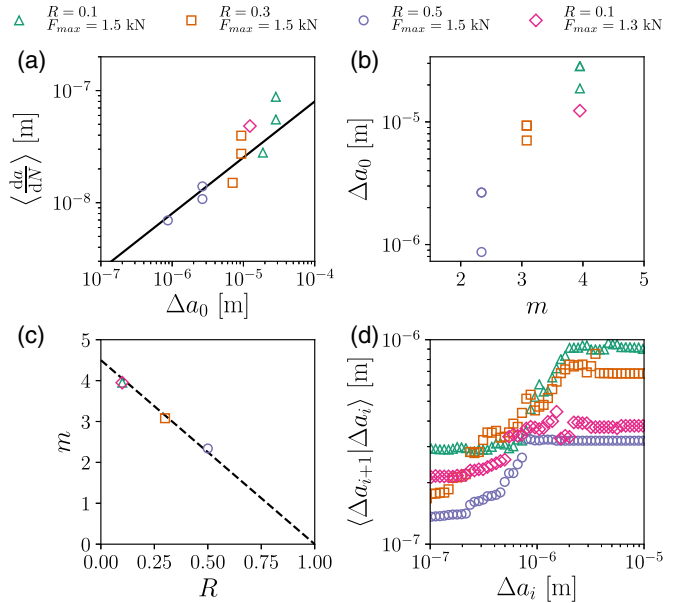 R = 0.1
F_max = 1.5 kN
R = 0.3
F_max = 1.5 kN
R = 0.5
F_max = 1.5 kN
R = 0.1
F_max = 1.3 kN
(a)
10^-7
10^-8
⟨da/dN⟩ [m]
10^-7 10^-6 10^-5 10^-4
Δa_0 [m]
(b)
10^-5
10^-6
Δa_0 [m]
2 3 4 5
m
(c)
5
4
3
2
1
0
m
0.00 0.25 0.50 0.75 1.00
R
(d)
10^-6
10^-7
⟨Δa_{i+1}|Δa_i⟩ [m]
10^-7 10^-6 10^-5
Δa_i [m]